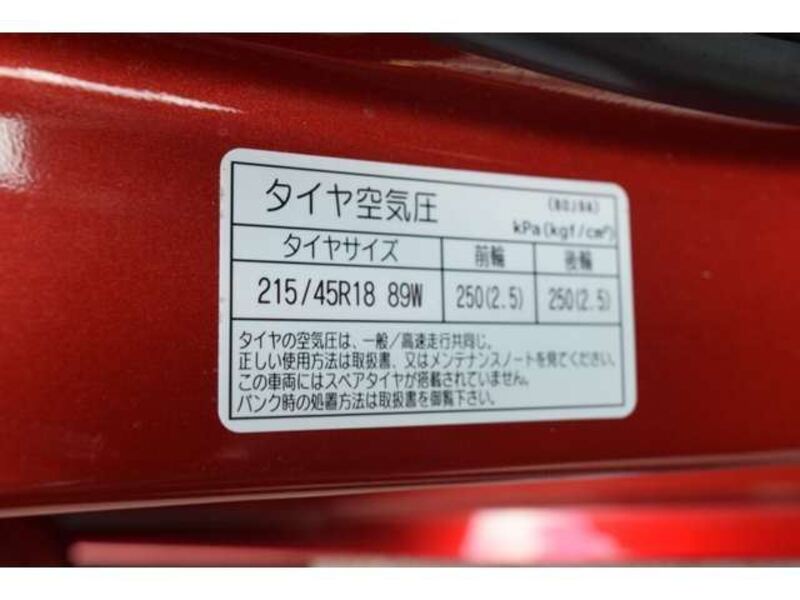 タイヤ空気圧
kPa(kgf/cm²)
タイヤサイズ 前輪 後輪
215/45R18 89W 250(2.5) 250(2.5)
タイヤの空気圧は、一般/高速走行共同じ。
正しい使用方法は取扱書、又はメンテナンスノートを見てください。
この車両にはスペアタイヤが搭載されていません。
パンク時の処置方法は取扱書を御覧下さい。